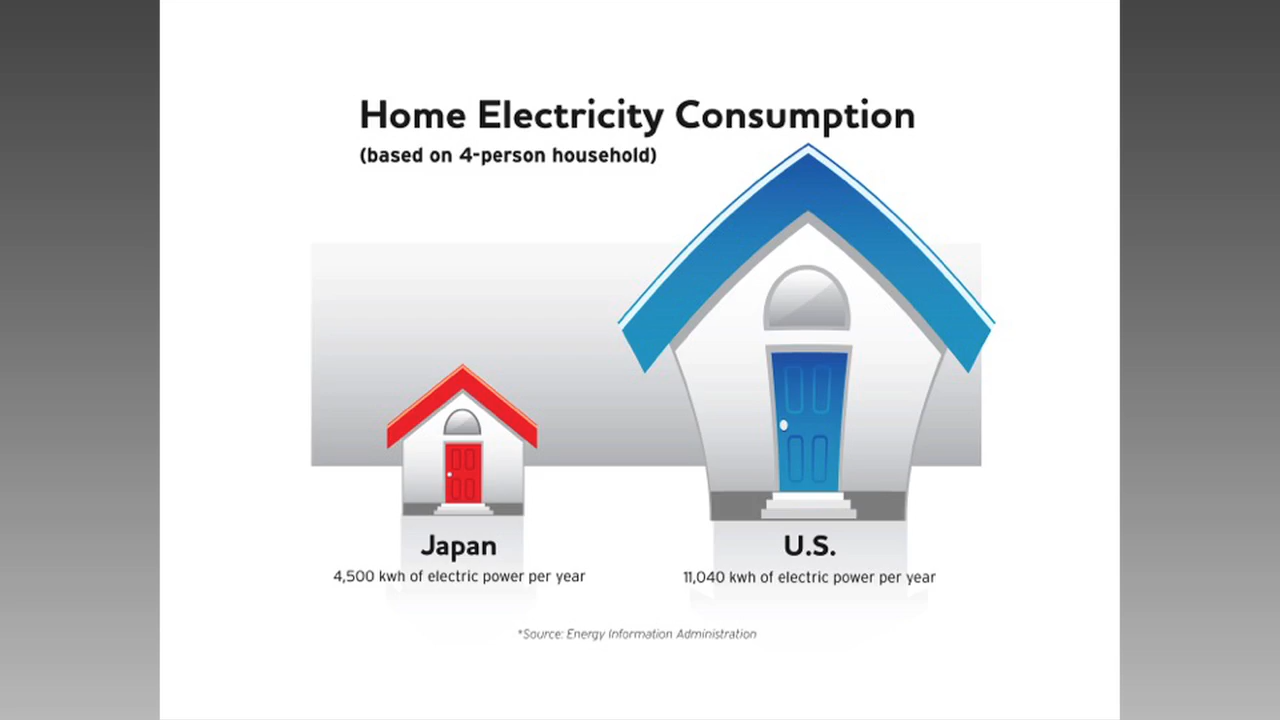 Home Electricity Consumption
(based on 4-person household)
Japan
4,500 kwh of electric power per year
U.S.
11,040 kwh of electric power per year
*Source: Energy Information Administration